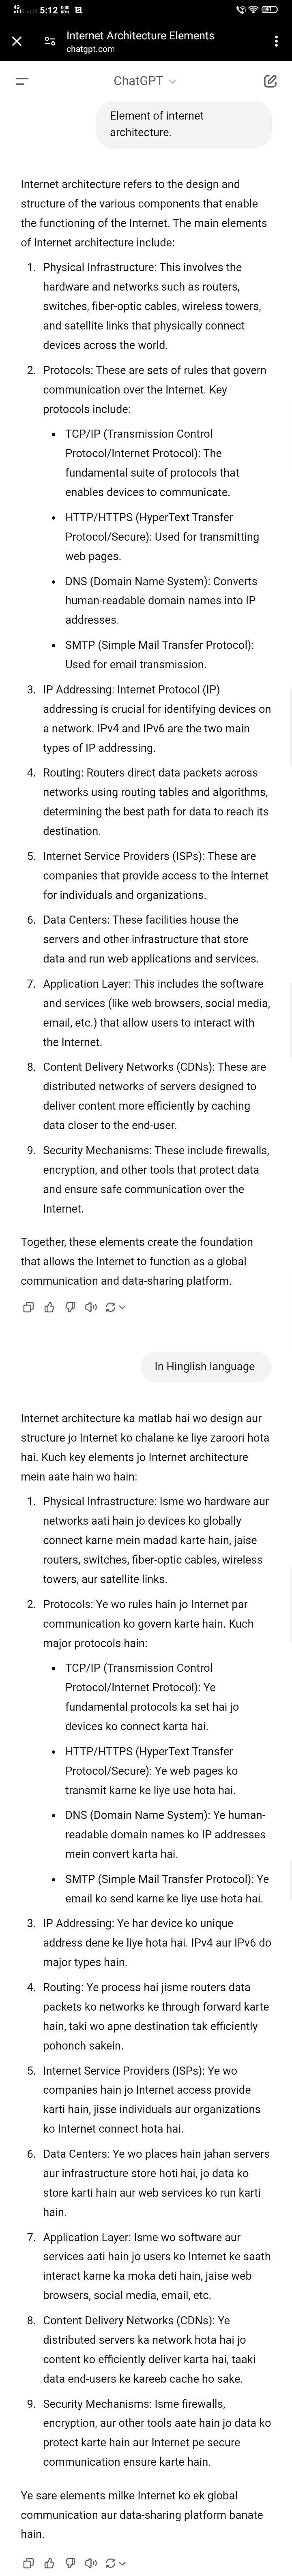 4G 5:12 0.00 KB/s 61
Internet Architecture Elements
chatgpt.com
ChatGPT
Element of internet
architecture.
Internet architecture refers to the design and
structure of the various components that enable
the functioning of the Internet. The main elements
of Internet architecture include:
1. Physical Infrastructure: This involves the
hardware and networks such as routers,
switches, fiber-optic cables, wireless towers,
and satellite links that physically connect
devices across the world.
2. Protocols: These are sets of rules that govern
communication over the Internet. Key
protocols include:
• TCP/IP (Transmission Control
Protocol/Internet Protocol): The
fundamental suite of protocols that
enables devices to communicate.
• HTTP/HTTPS (HyperText Transfer
Protocol/Secure): Used for transmitting
web pages.
• DNS (Domain Name System): Converts
human-readable domain names into IP
addresses.
• SMTP (Simple Mail Transfer Protocol):
Used for email transmission.
3. IP Addressing: Internet Protocol (IP)
addressing is crucial for identifying devices on
a network. IPv4 and IPv6 are the two main
types of IP addressing.
4. Routing: Routers direct data packets across
networks using routing tables and algorithms,
determining the best path for data to reach its
destination.
5. Internet Service Providers (ISPs): These are
companies that provide access to the Internet
for individuals and organizations.
6. Data Centers: These facilities house the
servers and other infrastructure that store
data and run web applications and services.
7. Application Layer: This includes the software
and services (like web browsers, social media,
email, etc.) that allow users to interact with
the Internet.
8. Content Delivery Networks (CDNs): These are
distributed networks of servers designed to
deliver content more efficiently by caching
data closer to the end-user.
9. Security Mechanisms: These include firewalls,
encryption, and other tools that protect data
and ensure safe communication over the
Internet.
Together, these elements create the foundation
that allows the Internet to function as a global
communication and data-sharing platform.
In Hinglish language
Internet architecture ka matlab hai wo design aur
structure jo Internet ko chalane ke liye zaroori hota
hai. Kuch key elements jo Internet architecture
mein aate hain wo hain:
1. Physical Infrastructure: Isme wo hardware aur
networks aati hain jo devices ko globally
connect karne mein madad karte hain, jaise
routers, switches, fiber-optic cables, wireless
towers, aur satellite links.
2. Protocols: Ye wo rules hain jo Internet par
communication ko govern karte hain. Kuch
major protocols hain:
• TCP/IP (Transmission Control
Protocol/Internet Protocol): Ye
fundamental protocols ka set hai jo
devices ko connect karta hai.
• HTTP/HTTPS (HyperText Transfer
Protocol/Secure): Ye web pages ko
transmit karne ke liye use hota hai.
• DNS (Domain Name System): Ye human-
readable domain names ko IP addresses
mein convert karta hai.
• SMTP (Simple Mail Transfer Protocol): Ye
email ko send karne ke liye use hota hai.
3. IP Addressing: Ye har device ko unique
address dene ke liye hota hai. IPv4 aur IPv6 do
major types hain.
4. Routing: Ye process hai jisme routers data
packets ko networks ke through forward karte
hain, taki wo apne destination tak efficiently
pohonch sakein.
5. Internet Service Providers (ISPs): Ye wo
companies hain jo Internet access provide
karti hain, jisse individuals aur organizations
ko Internet connect hota hai.
6. Data Centers: Ye wo places hain jahan servers
aur infrastructure store hoti hai, jo data ko
store karti hain aur web services ko run karti
hain.
7. Application Layer: Isme wo software aur
services aati hain jo users ko Internet ke saath
interact karne ka moka deti hain, jaise web
browsers, social media, email, etc.
8. Content Delivery Networks (CDNs): Ye
distributed servers ka network hota hai jo
content ko efficiently deliver karta hai, taaki
data end-users ke kareeb cache ho sake.
9. Security Mechanisms: Isme firewalls,
encryption, aur other tools aate hain jo data ko
protect karte hain aur Internet pe secure
communication ensure karte hain.
Ye sare elements milke Internet ko ek global
communication aur data-sharing platform banate
hain.